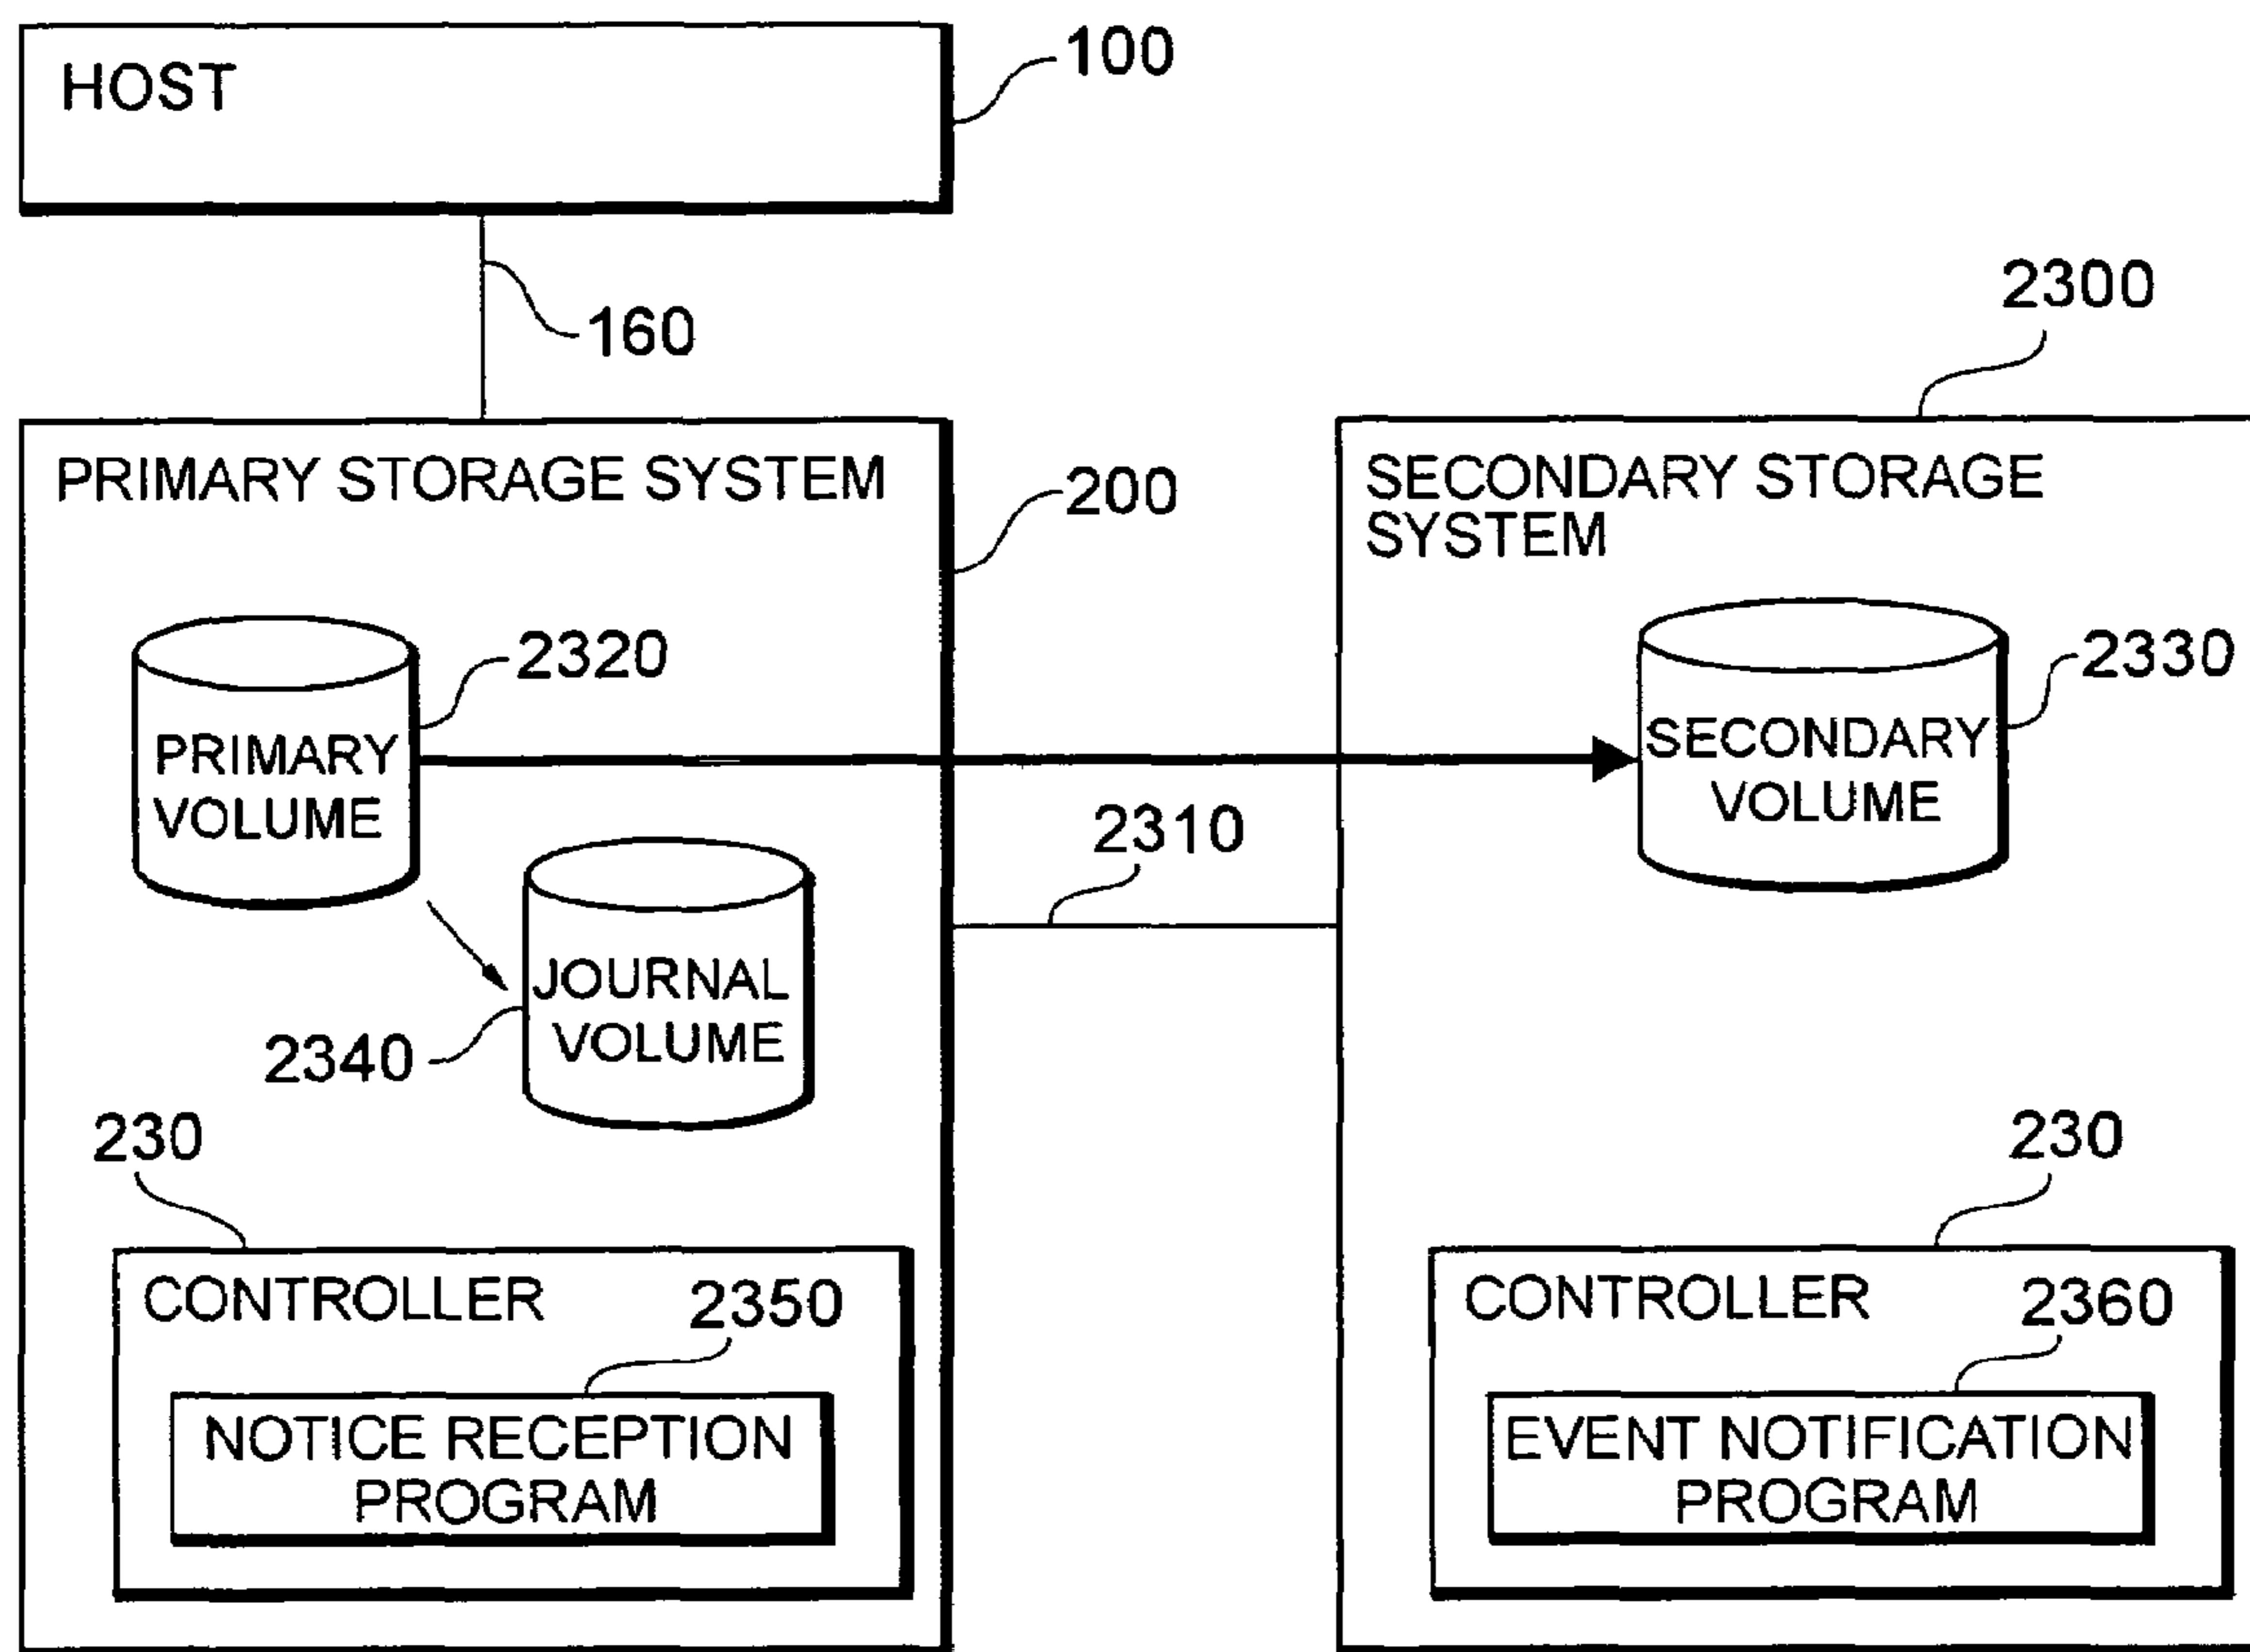 HOST
100
160
2300
PRIMARY STORAGE SYSTEM
200
SECONDARY STORAGE
SYSTEM
2320
PRIMARY
VOLUME
2330
SECONDARY
VOLUME
2310
JOURNAL
VOLUME
2340
230
CONTROLLER
2350
NOTICE RECEPTION
PROGRAM
230
CONTROLLER
2360
EVENT NOTIFICATION
PROGRAM